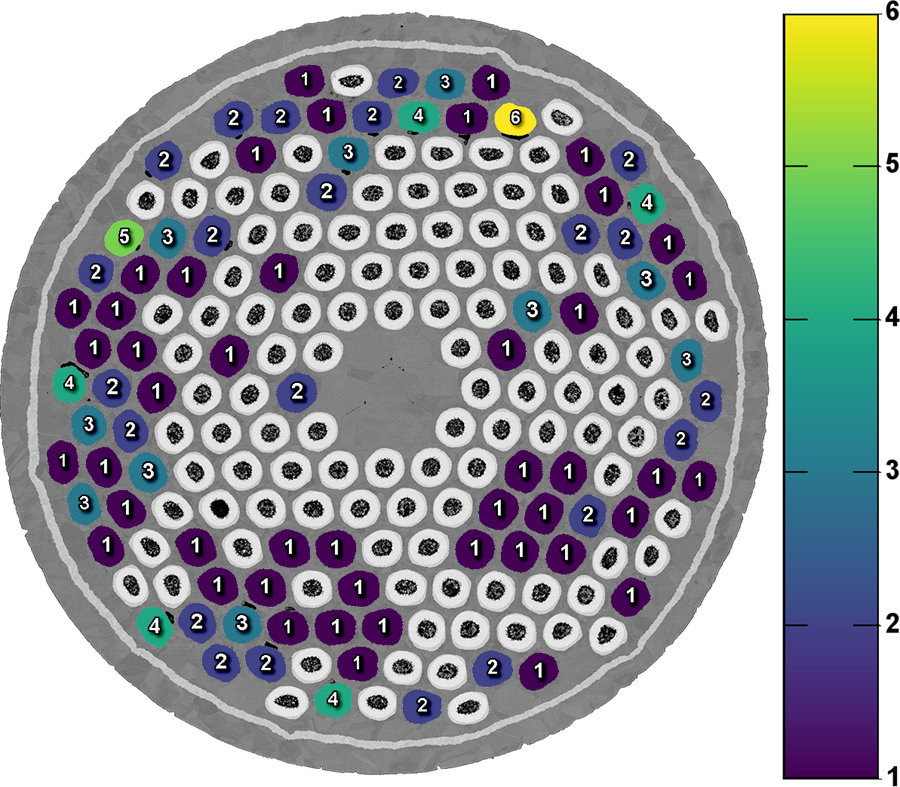 1 2 3 1
2 2 1 2 4 1 6
2 1 3 1 2
2 1 4
5 3 2 2 2 1
2 1 1 1 3 1
1 1 3 1
1 1 1 1 3
4 2 1 2 2
3 2 2
1 1 3 1 1 1 1
3 1 1 1 2 1
1 1 1 1 1 1 1
1 1 1 1
4 2 3 1 1 1
2 2 1 2 1
4 2
6
5
4
3
2
1